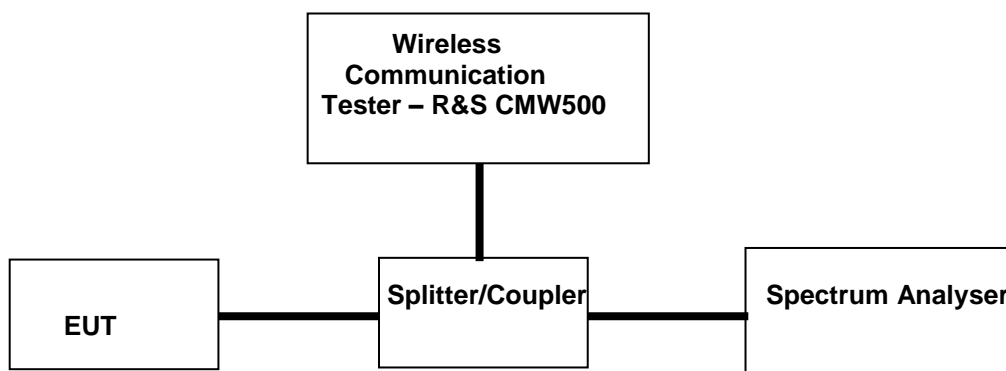 Wireless
Communication
Tester – R&S CMW500
Splitter/Coupler
Spectrum Analyser
EUT